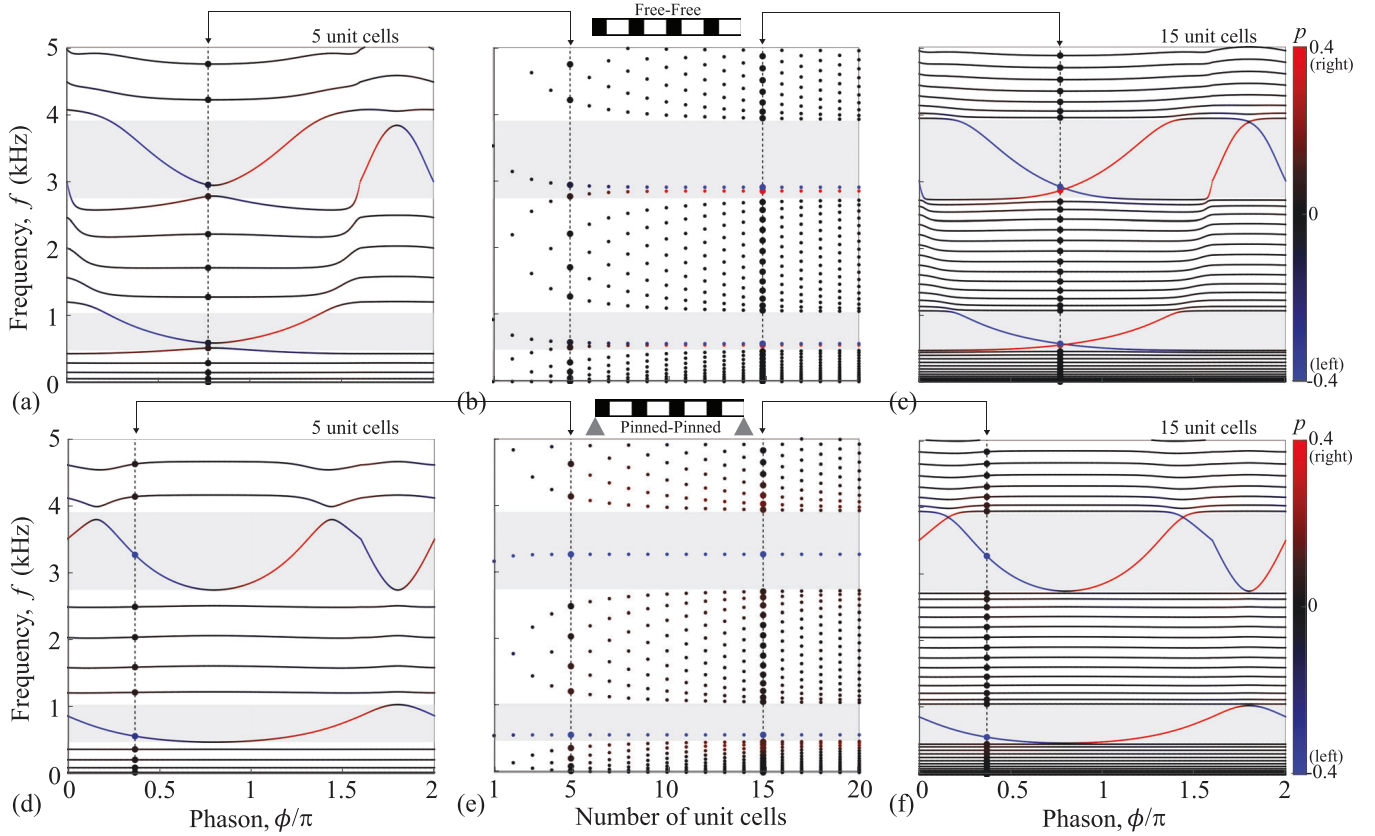 Free-Free
5 unit cells
15 unit cells
p
0.4
(right)
0
(left)
-0.4
Frequency, f (kHz)
5
4
3
2
1
0
(a)
(b)
(c)
Pinned-Pinned
5 unit cells
15 unit cells
p
0.4
(right)
0
(left)
-0.4
Frequency, f (kHz)
5
4
3
2
1
0
(d)
0 0.5 1 1.5 2
Phason, ϕ/π
(e)
1 5 10 15 20
Number of unit cells
(f)
0 0.5 1 1.5 2
Phason, ϕ/π